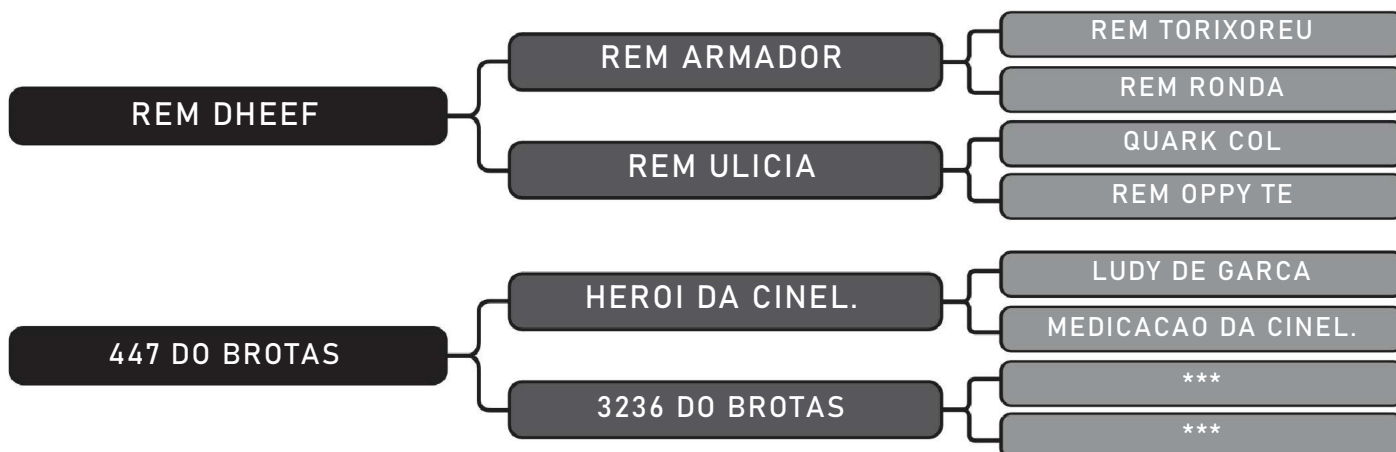 REM DHEEF
REM ARMADOR
REM TORIXOREU
REM RONDA
REM ULICIA
QUARK COL
REM OPPY TE
447 DO BROTAS
HEROI DA CINEL.
LUDY DE GARCA
MEDICACAO DA CINEL.
3236 DO BROTAS
***
***